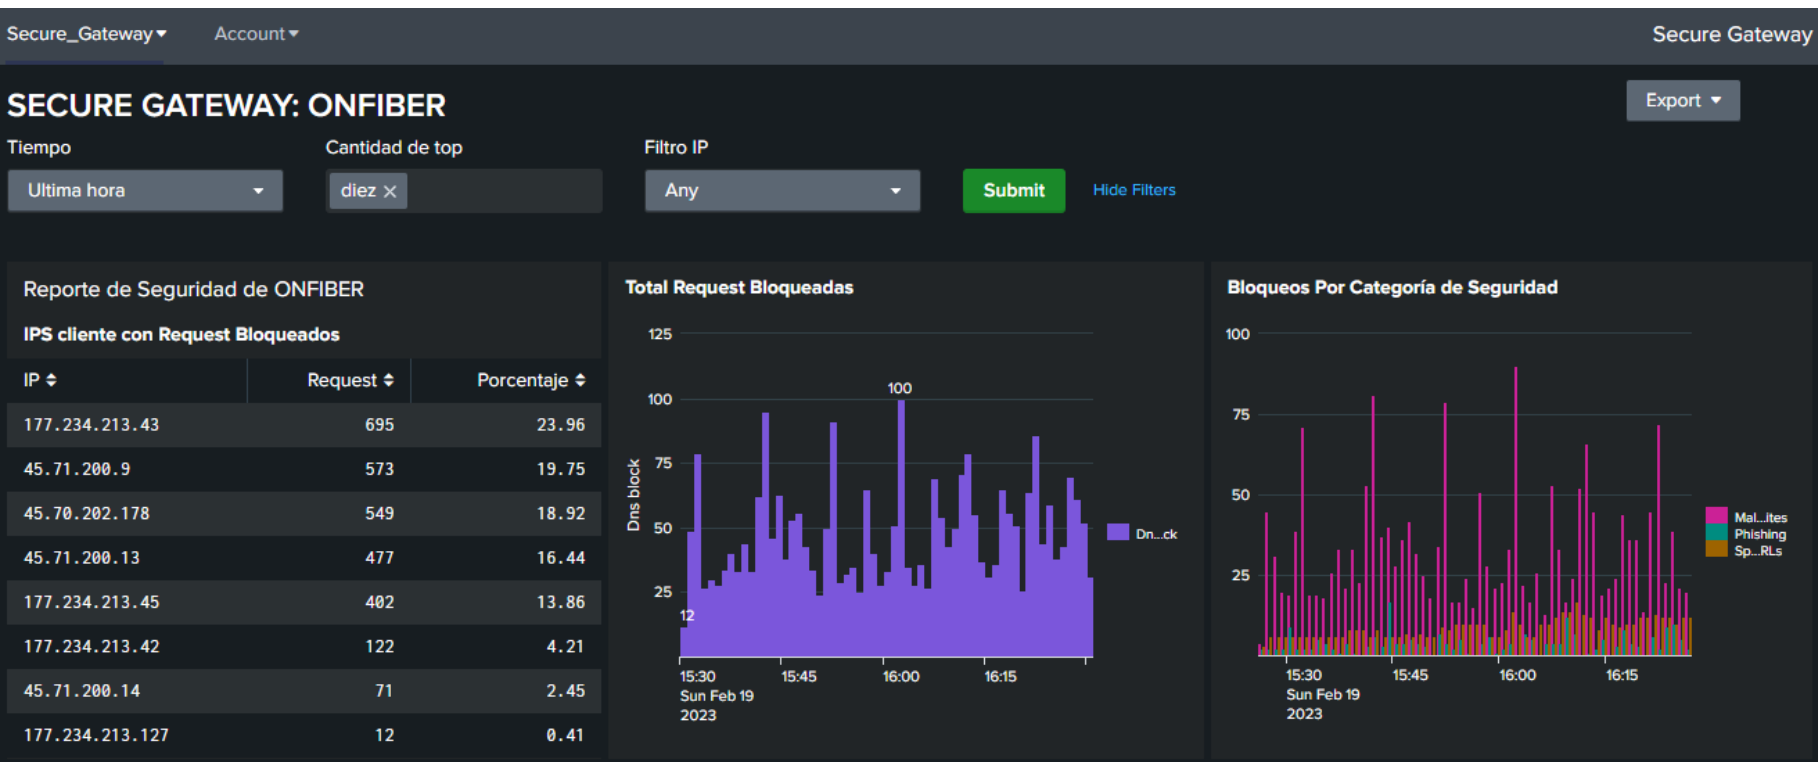 Secure_Gateway Account Secure Gateway
SECURE GATEWAY: ONFIBER Export
Tiempo Cantidad de top Filtro IP
Ultima hora diez × Any Submit Hide Filters
Reporte de Seguridad de ONFIBER
IPS cliente con Request Bloqueados
IP Request Porcentaje
177.234.213.43 695 23.96
45.71.200.9 573 19.75
45.70.202.178 549 18.92
45.71.200.13 477 16.44
177.234.213.45 402 13.86
177.234.213.42 122 4.21
45.71.200.14 71 2.45
177.234.213.127 12 0.41
Total Request Bloqueadas
125
100
75
50
25
Dns block
100
12
15:30 15:45 16:00 16:15
Sun Feb 19
2023
Dn...ck
Bloqueos Por Categoría de Seguridad
100
75
50
25
15:30 15:45 16:00 16:15
Sun Feb 19
2023
Mal...ites
Phishing
Sp...RLs